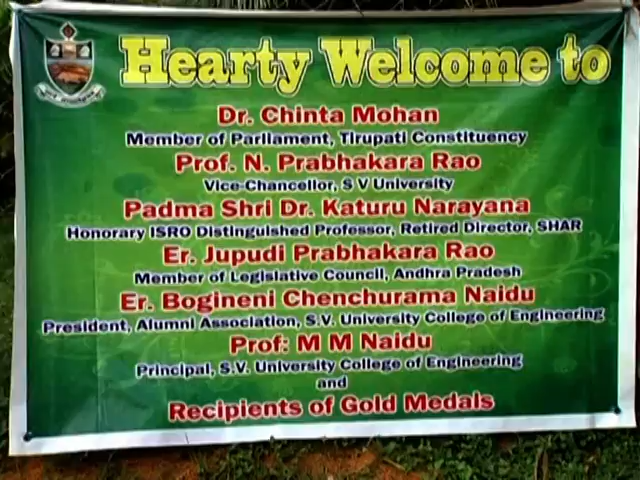 Hearty Welcome to
Dr. Chinta Mohan
Member of Parliament, Tirupati Constituency
Prof. N. Prabhakara Rao
Vice-Chancellor, S V University
Padma Shri Dr. Katuru Narayana
Honorary ISRO Distinguished Professor, Retired Director, SHAR
Er. Jupudi Prabhakara Rao
Member of Legislative Council, Andhra Pradesh
Er. Bogineni Chenchurama Naidu
President, Alumni Association, S.V. University College of Engineering
Prof: M M Naidu
Principal, S.V. University College of Engineering
and
Recipients of Gold Medals